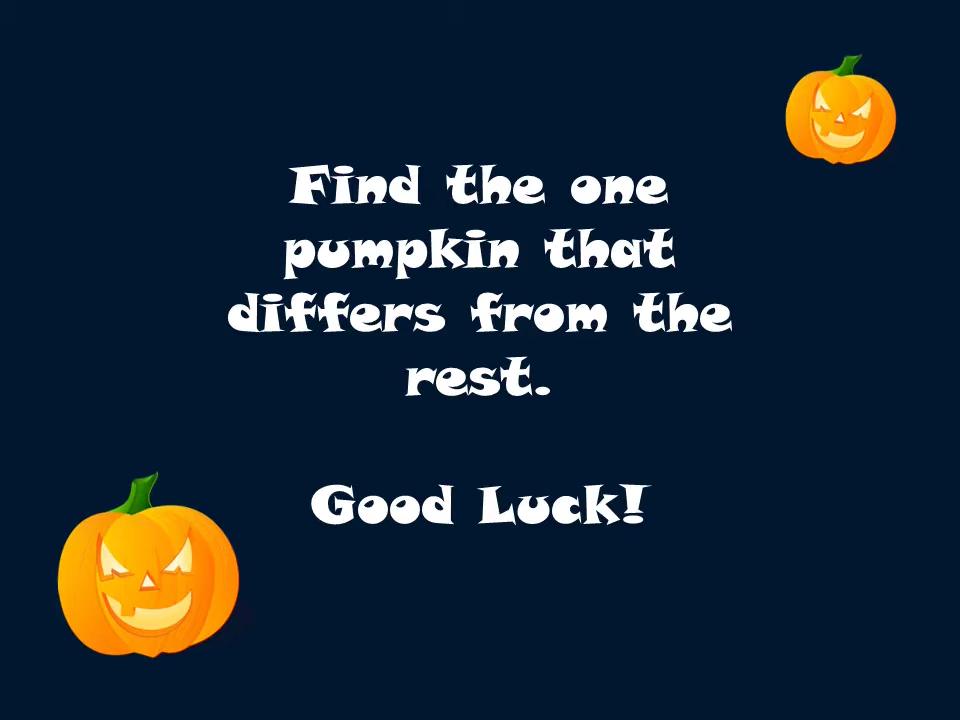 Find the one
pumpkin that
differs from the
rest.
Good Luck!